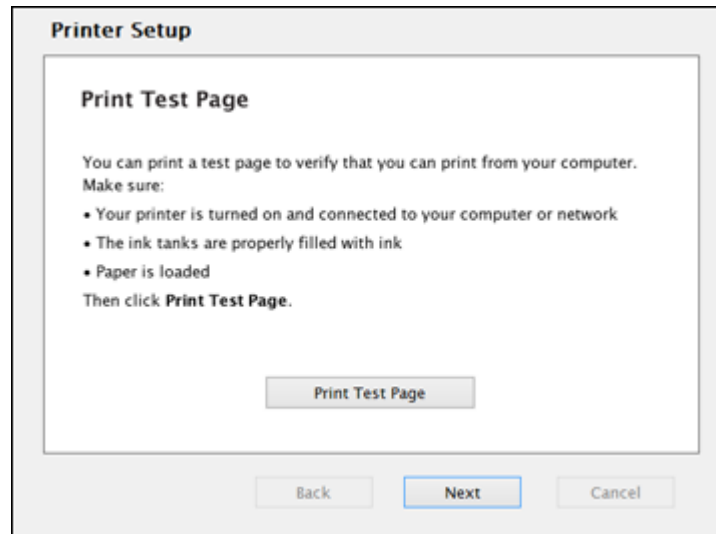 Printer Setup
Print Test Page
You can print a test page to verify that you can print from your computer.
Make sure:
• Your printer is turned on and connected to your computer or network
• The ink tanks are properly filled with ink
• Paper is loaded
Then click Print Test Page.
Print Test Page
Back Next Cancel